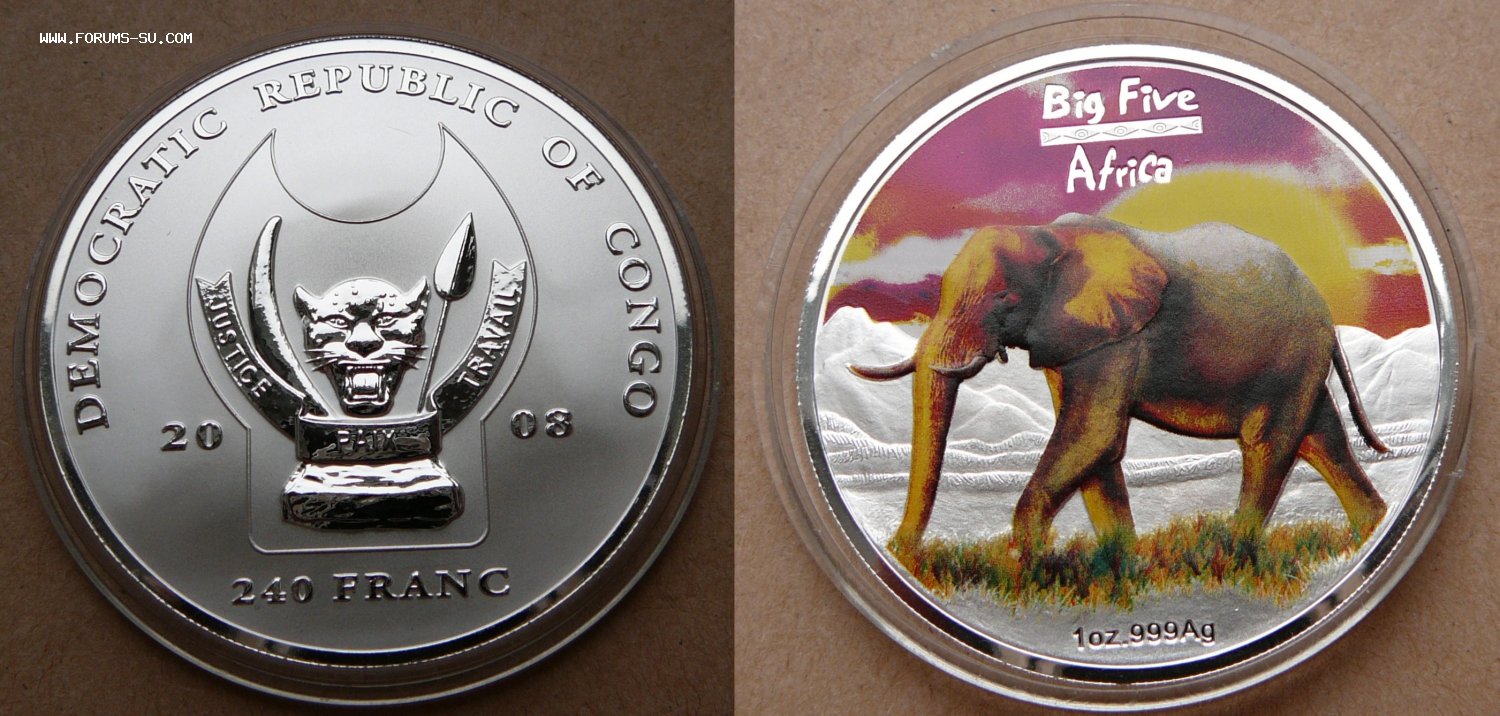 WWW.FORUMS-SU.COM
DEMOCRATIC REPUBLIC OF CONGO
JUSTICE
TRAVAIL
PAIX
20 08
240 FRANC
Big Five
Africa
1oz.999Ag